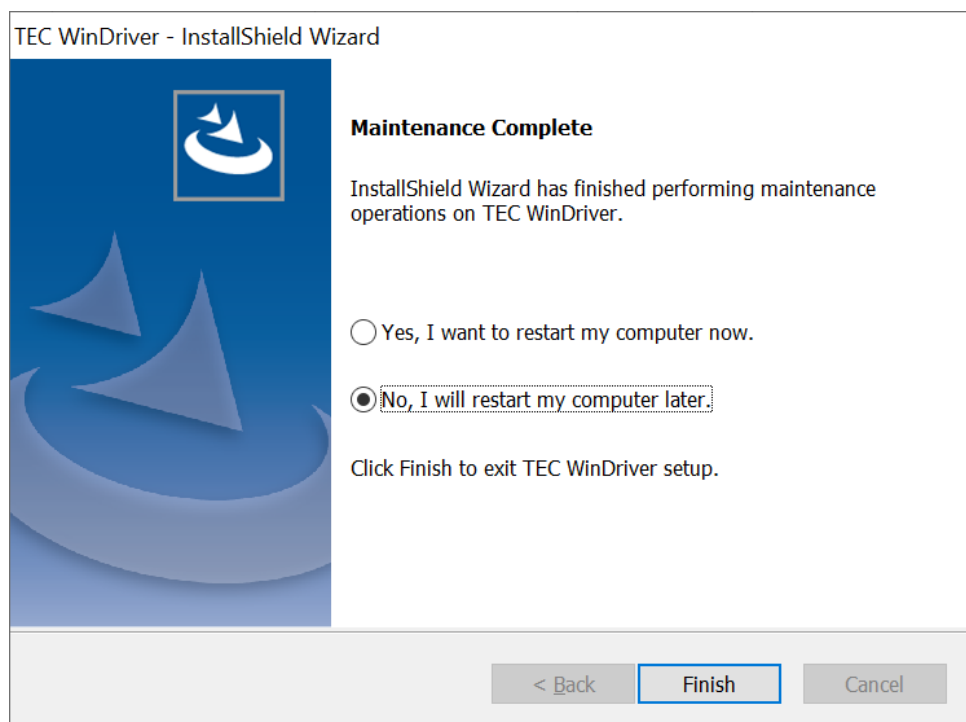 TEC WinDriver - InstallShield Wizard
Maintenance Complete
InstallShield Wizard has finished performing maintenance
operations on TEC WinDriver.
Yes, I want to restart my computer now.
No, I will restart my computer later.
Click Finish to exit TEC WinDriver setup.
< Back
Finish
Cancel